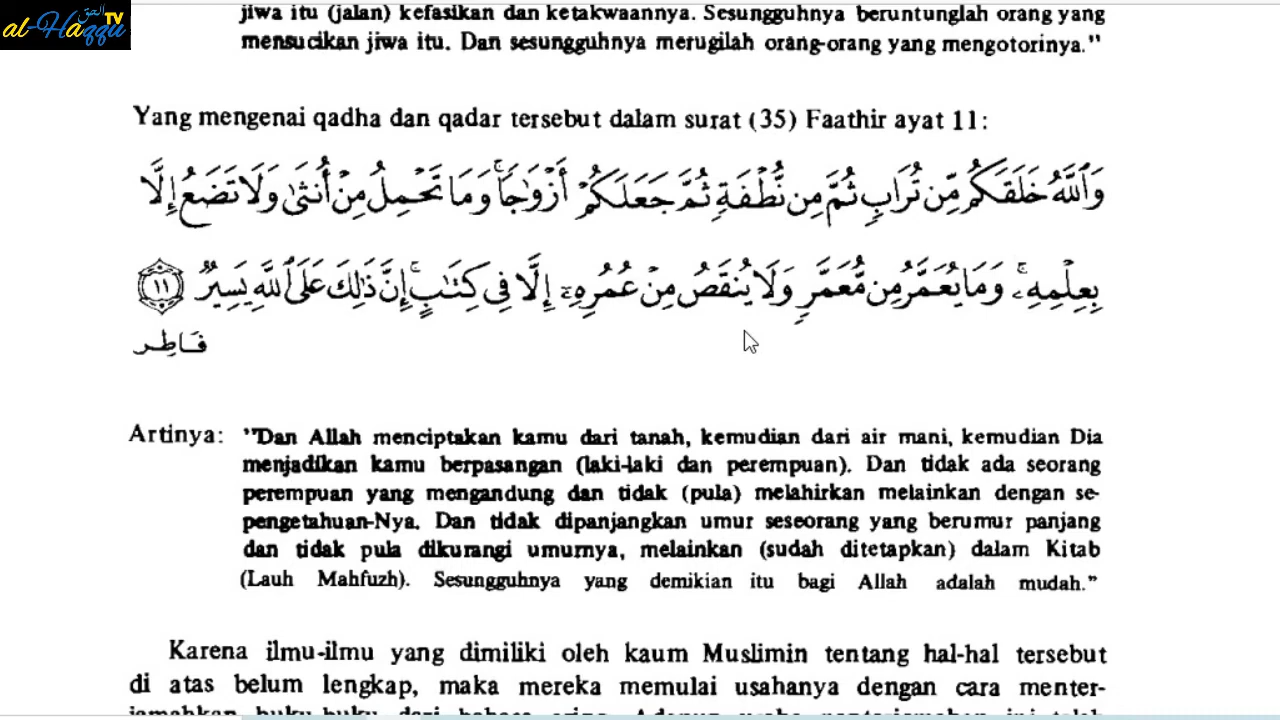 الحق
al-Haqqu TV
jiwa itu (jalan) kefasikan dan ketakwaannya. Sesungguhnya beruntunglah orang yang
mensucikan jiwa itu. Dan sesungguhnya merugilah orang-orang yang mengotorinya."
Yang mengenai qadha dan qadar tersebut dalam surat (35) Faathir ayat 11:
وَٱللَّهُ خَلَقَكُم مِّن تُرَابٍ ثُمَّ مِن نُّطْفَةٍ ثُمَّ جَعَلَكُمْ أَزْوَٰجًا ۚ وَمَا تَحْمِلُ مِنْ أُنثَىٰ وَلَا تَضَعُ إِلَّا
بِعِلْمِهِۦ ۚ وَمَا يُعَمَّرُ مِن مُّعَمَّرٍ وَلَا يُنقَصُ مِنْ عُمُرِهِۦٓ إِلَّا فِى كِتَٰبٍ ۚ إِنَّ ذَٰلِكَ عَلَى ٱللَّهِ يَسِيرٌ ١١
فَاطِر
Artinya: "Dan Allah menciptakan kamu dari tanah, kemudian dari air mani, kemudian Dia
menjadikan kamu berpasangan (laki-laki dan perempuan). Dan tidak ada seorang
perempuan yang mengandung dan tidak (pula) melahirkan melainkan dengan se-
pengetahuan-Nya. Dan tidak dipanjangkan umur seseorang yang berumur panjang
dan tidak pula dikurangi umurnya, melainkan (sudah ditetapkan) dalam Kitab
(Lauh Mahfuzh). Sesungguhnya yang demikian itu bagi Allah adalah mudah."
Karena ilmu-ilmu yang dimiliki oleh kaum Muslimin tentang hal-hal tersebut
di atas belum lengkap, maka mereka memulai usahanya dengan cara menter-